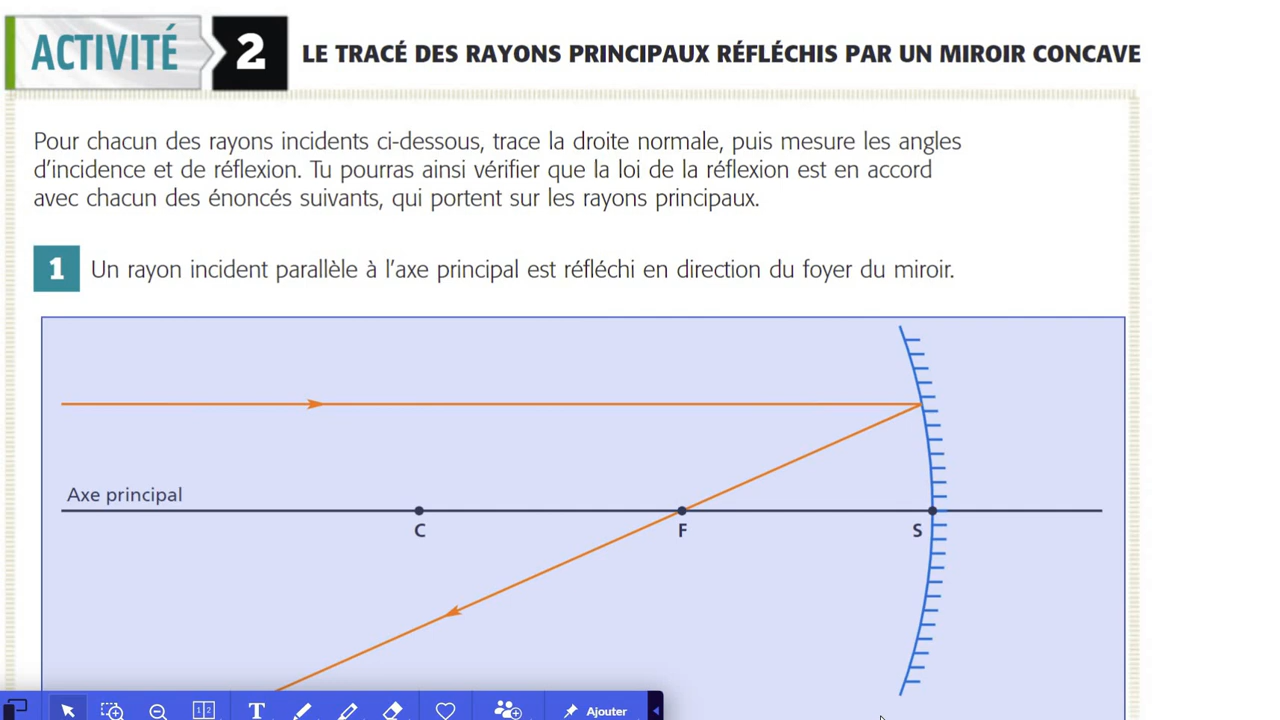 ACTIVITÉ 2 LE TRACÉ DES RAYONS PRINCIPAUX RÉFLÉCHIS PAR UN MIROIR CONCAVE
Pour chacun des rayons incidents ci-dessous, trace la droite normale, puis mesure les angles
d'incidence et de réflexion. Tu pourras ainsi vérifier que la loi de la réflexion est en accord
avec chacun des énoncés suivants, qui portent sur les rayons principaux.
1 Un rayon incident parallèle à l'axe principal est réfléchi en direction du foyer du miroir.
Axe principal
C F S
T Ajouter